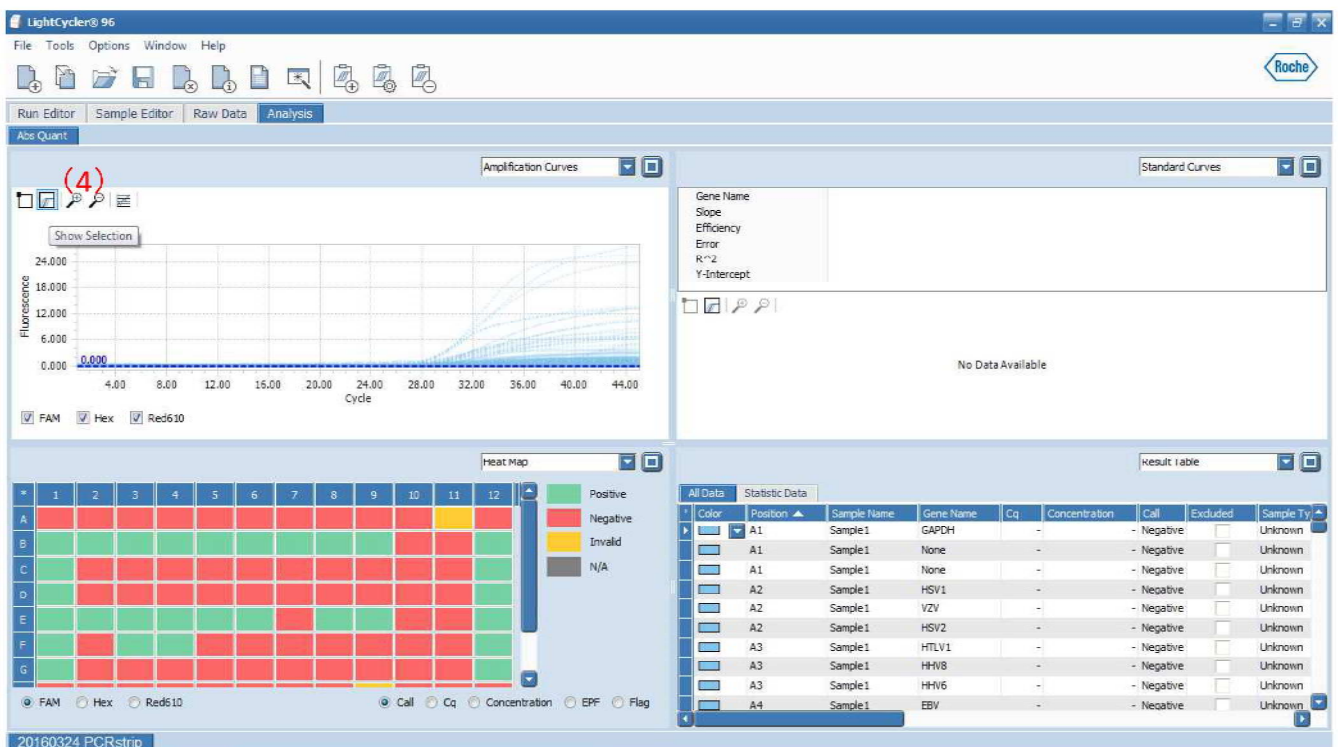 LightCycler® 96
File Tools Options Window Help
Roche
Run Editor Sample Editor Raw Data Analysis
Abs Quant
Amplification Curves
(4)
Show Selection
Fluorescence
24.000
18.000
12.000
6.000
0.000
0.000
4.00 8.00 12.00 16.00 20.00 24.00 28.00 32.00 36.00 40.00 44.00
Cycle
FAM Hex Red610
Standard Curves
Gene Name
Slope
Efficiency
Error
R^2
Y-Intercept
No Data Available
Heat Map
* 1 2 3 4 5 6 7 8 9 10 11 12
A
B
C
D
E
F
G
Positive
Negative
Invalid
N/A
FAM Hex Red610 Call Cq Concentration EPF Flag
Result Table
All Data Statistic Data
* Color Position Sample Name Gene Name Cq Concentration Call Excluded Sample Ty
A1 Sample1 GAPDH - - Negative Unknown
A1 Sample1 None - - Negative Unknown
A1 Sample1 None - - Negative Unknown
A2 Sample1 HSV1 - - Negative Unknown
A2 Sample1 VZV - - Negative Unknown
A2 Sample1 HSV2 - - Negative Unknown
A3 Sample1 HTLV1 - - Negative Unknown
A3 Sample1 HHV8 - - Negative Unknown
A3 Sample1 HHV6 - - Negative Unknown
A4 Sample1 EBV - - Negative Unknown
20160324 PCRstrip